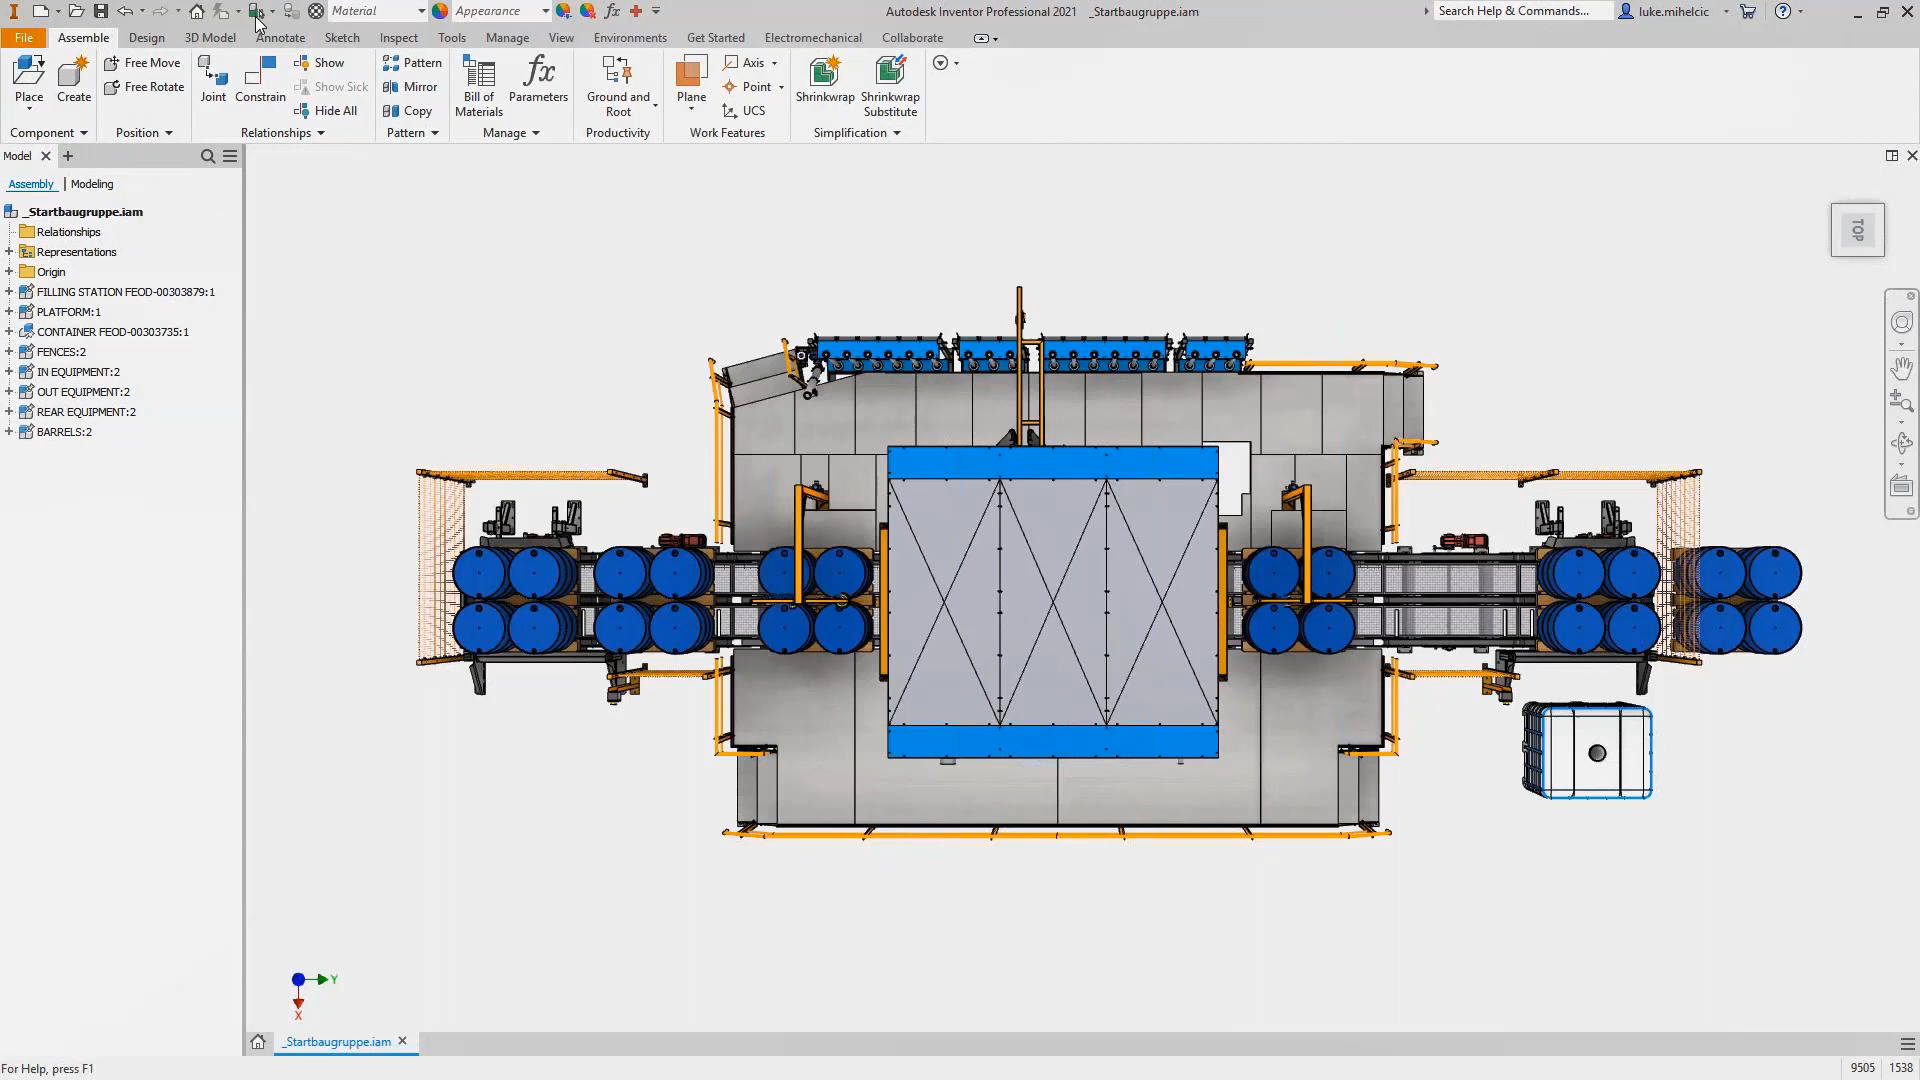 Material
Appearance
Autodesk Inventor Professional 2021 _Startbaugruppe.iam
Search Help & Commands...
luke.mihelcic
File
Assemble
Design
3D Model
Annotate
Sketch
Inspect
Tools
Manage
View
Environments
Get Started
Electromechanical
Collaborate
Place
Create
Component
Free Move
Free Rotate
Position
Joint
Constrain
Show
Show Sick
Hide All
Relationships
Pattern
Mirror
Copy
Pattern
Bill of
Materials
fx
Parameters
Manage
Ground and
Root
Productivity
Plane
Axis
Point
UCS
Work Features
Shrinkwrap
Shrinkwrap
Substitute
Simplification
Model
Assembly
Modeling
_Startbaugruppe.iam
Relationships
Representations
Origin
FILLING STATION FEOD-00303879:1
PLATFORM:1
CONTAINER FEOD-00303735:1
FENCES:2
IN EQUIPMENT:2
OUT EQUIPMENT:2
REAR EQUIPMENT:2
BARRELS:2
TOP
Y
X
_Startbaugruppe.iam
For Help, press F1
9505
1538